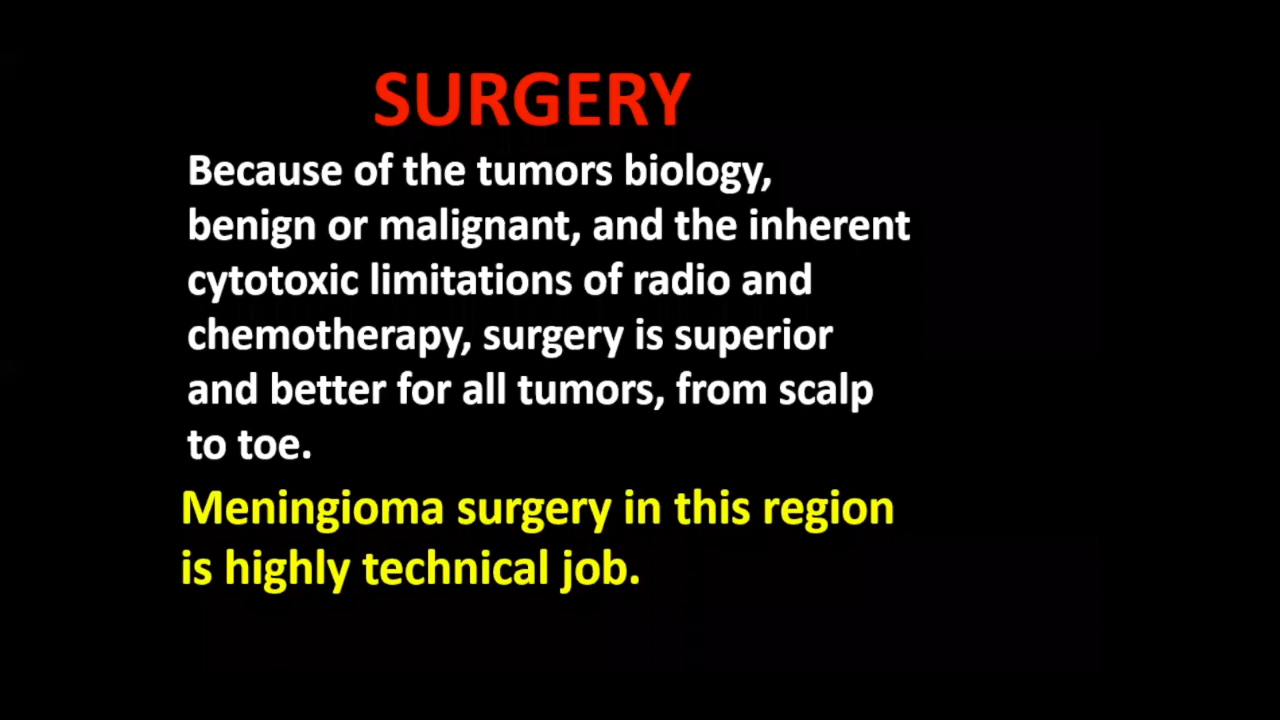 SURGERY
Because of the tumors biology,
benign or malignant, and the inherent
cytotoxic limitations of radio and
chemotherapy, surgery is superior
and better for all tumors, from scalp
to toe.
Meningioma surgery in this region
is highly technical job.